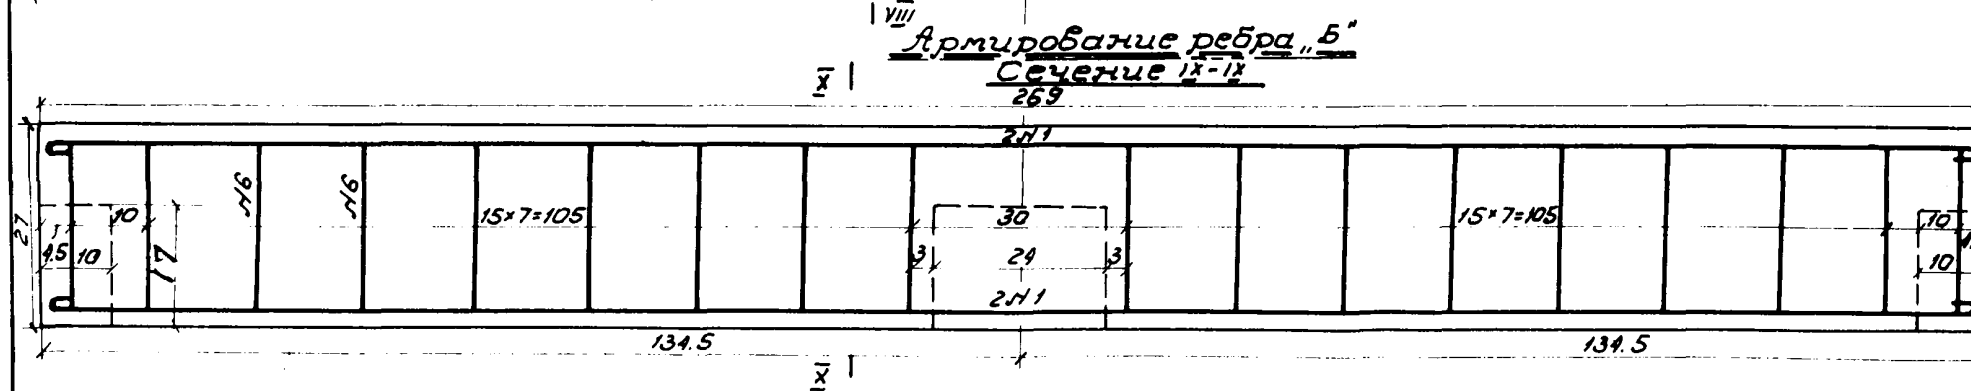 VIII
Армирование ребра „Б"
X
Сечение IX-IX
269
2N1
N6 N6
10 15×7=105 30 15×7=105 10
27
4.5 10 17 3 24 3 10
2N1
134.5 134.5
X